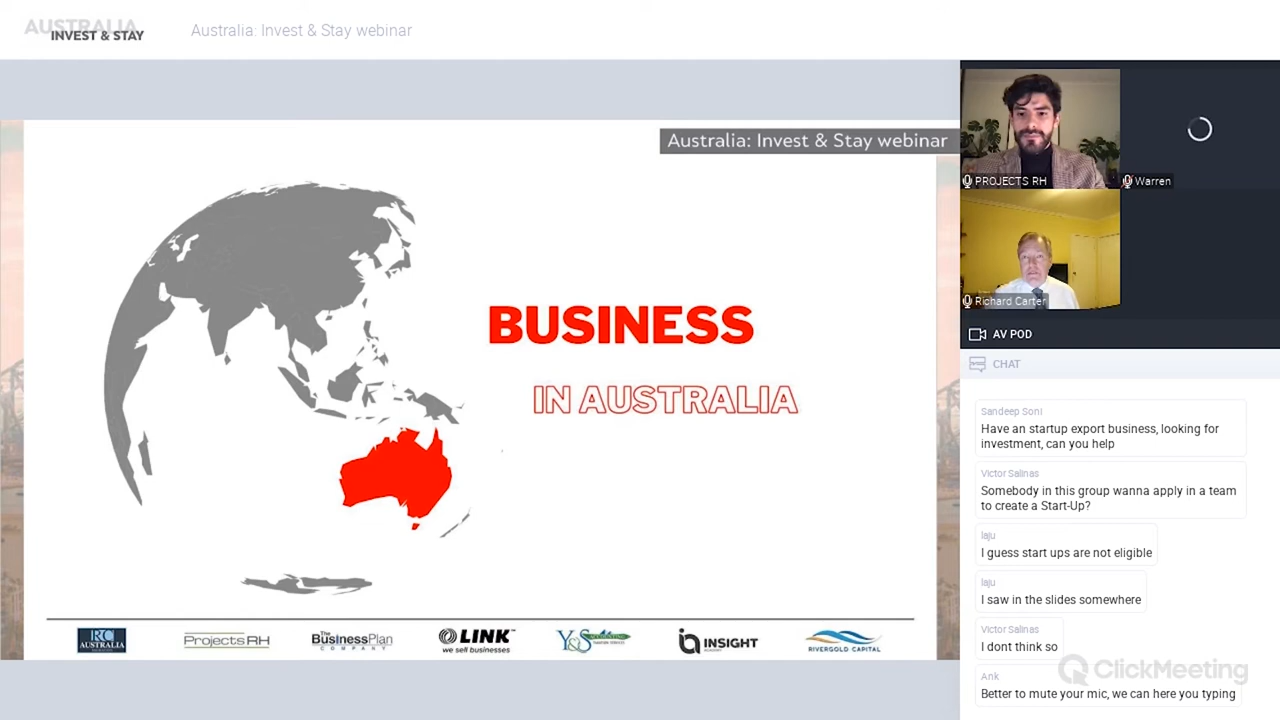 AUSTRALIA
INVEST & STAY
Australia: Invest & Stay webinar
Australia: Invest & Stay webinar
BUSINESS
IN AUSTRALIA
RC
AUSTRALIA
Projects RH
The
BusinessPlan
COMPANY
LINK
we sell businesses
Y&S ACCOUNTING
INSIGHT
RIVERGOLD CAPITAL
PROJECTS RH
Warren
Richard Carter
AV POD
CHAT
Sandeep Soni
Have an startup export business, looking for
investment, can you help
Victor Salinas
Somebody in this group wanna apply in a team
to create a Start-Up?
laju
I guess start ups are not eligible
laju
I saw in the slides somewhere
Victor Salinas
I dont think so
ClickMeeting
Ank
Better to mute your mic, we can here you typing